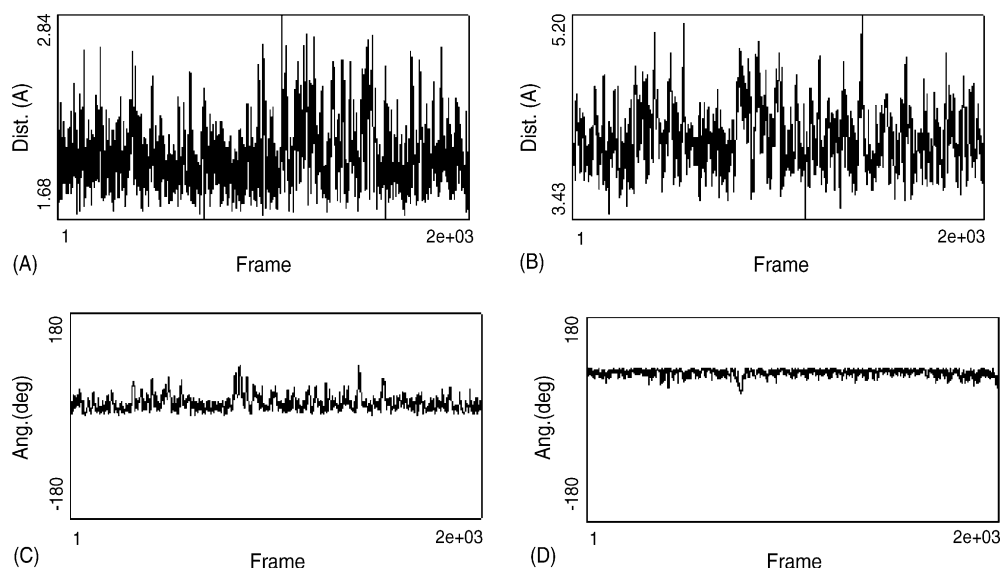 2.84
Dist. (A)
1.68
1
2e+03
(A)
Frame
5.20
Dist. (A)
3.43
1
2e+03
(B)
Frame
180
Ang.(deg)
-180
1
2e+03
(C)
Frame
180
Ang.(deg)
-180
1
2e+03
(D)
Frame